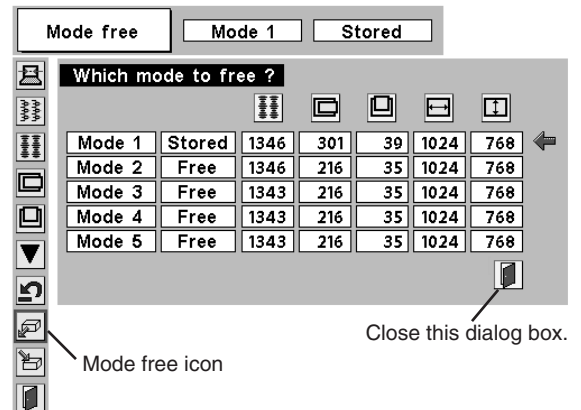 Mode free Mode 1 Stored
Which mode to free ?
Mode 1 Stored 1346 301 39 1024 768
Mode 2 Free 1346 216 35 1024 768
Mode 3 Free 1343 216 35 1024 768
Mode 4 Free 1343 216 35 1024 768
Mode 5 Free 1343 216 35 1024 768
Close this dialog box.
Mode free icon